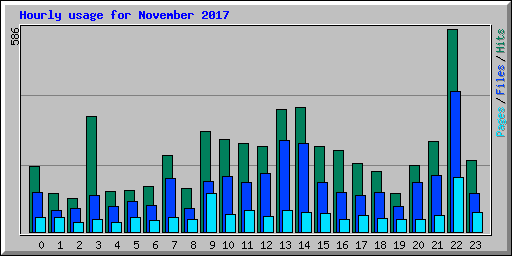 Hourly usage for November 2017
586
Pages / Files / Hits
0 1 2 3 4 5 6 7 8 9 10 11 12 13 14 15 16 17 18 19 20 21 22 23